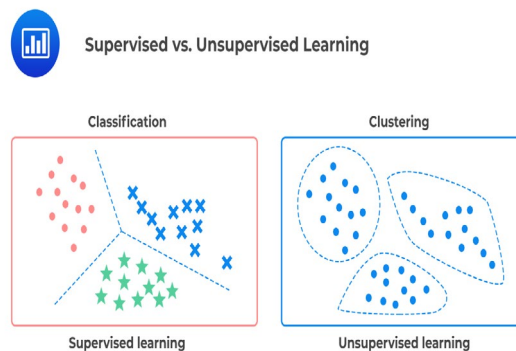 Supervised vs. Unsupervised Learning
Classification
Clustering
Supervised learning
Unsupervised learning